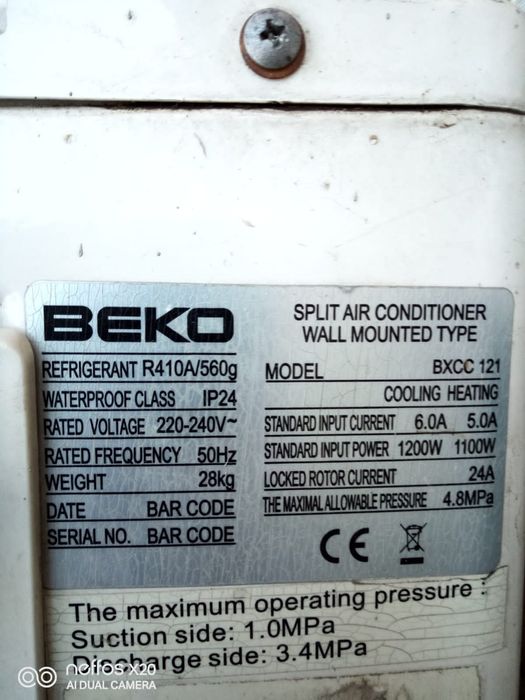 BEKO
SPLIT AIR CONDITIONER
WALL MOUNTED TYPE
REFRIGERANT R410A/560g
WATERPROOF CLASS IP24
RATED VOLTAGE 220-240V~
RATED FREQUENCY 50Hz
WEIGHT 28kg
DATE BAR CODE
SERIAL NO. BAR CODE
MODEL BXCC 121
COOLING HEATING
STANDARD INPUT CURRENT 6.0A 5.0A
STANDARD INPUT POWER 1200W 1100W
LOCKED ROTOR CURRENT 24A
THE MAXIMAL ALLOWABLE PRESSURE 4.8MPa
CE
The maximum operating pressure :
Suction side: 1.0MPa
Discharge side: 3.4MPa
neffos X20
AI DUAL CAMERA